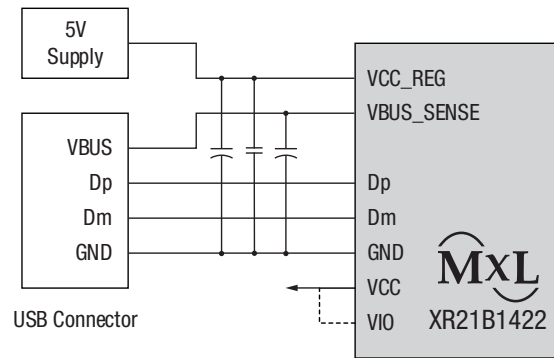 5V
Supply
VBUS
Dp
Dm
GND
USB Connector
VCC_REG
VBUS_SENSE
Dp
Dm
GND
VCC
VIO
MxL
XR21B1422